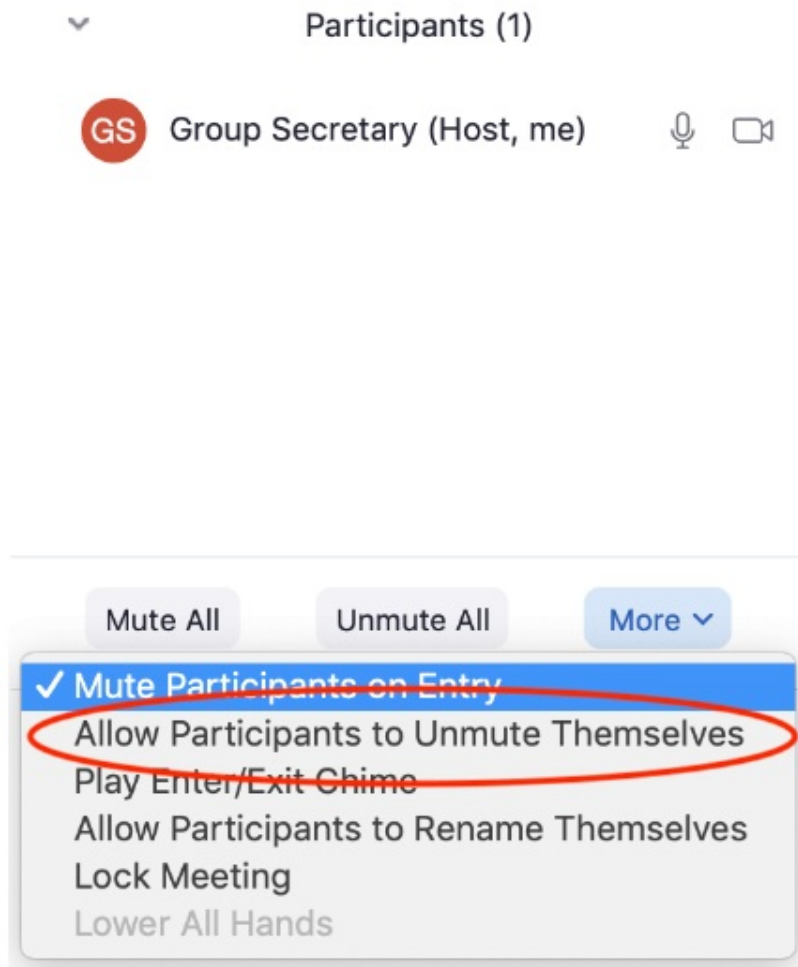 Participants (1)
GS Group Secretary (Host, me)
Mute All Unmute All More
✓ Mute Participants on Entry
Allow Participants to Unmute Themselves
Play Enter/Exit Chime
Allow Participants to Rename Themselves
Lock Meeting
Lower All Hands